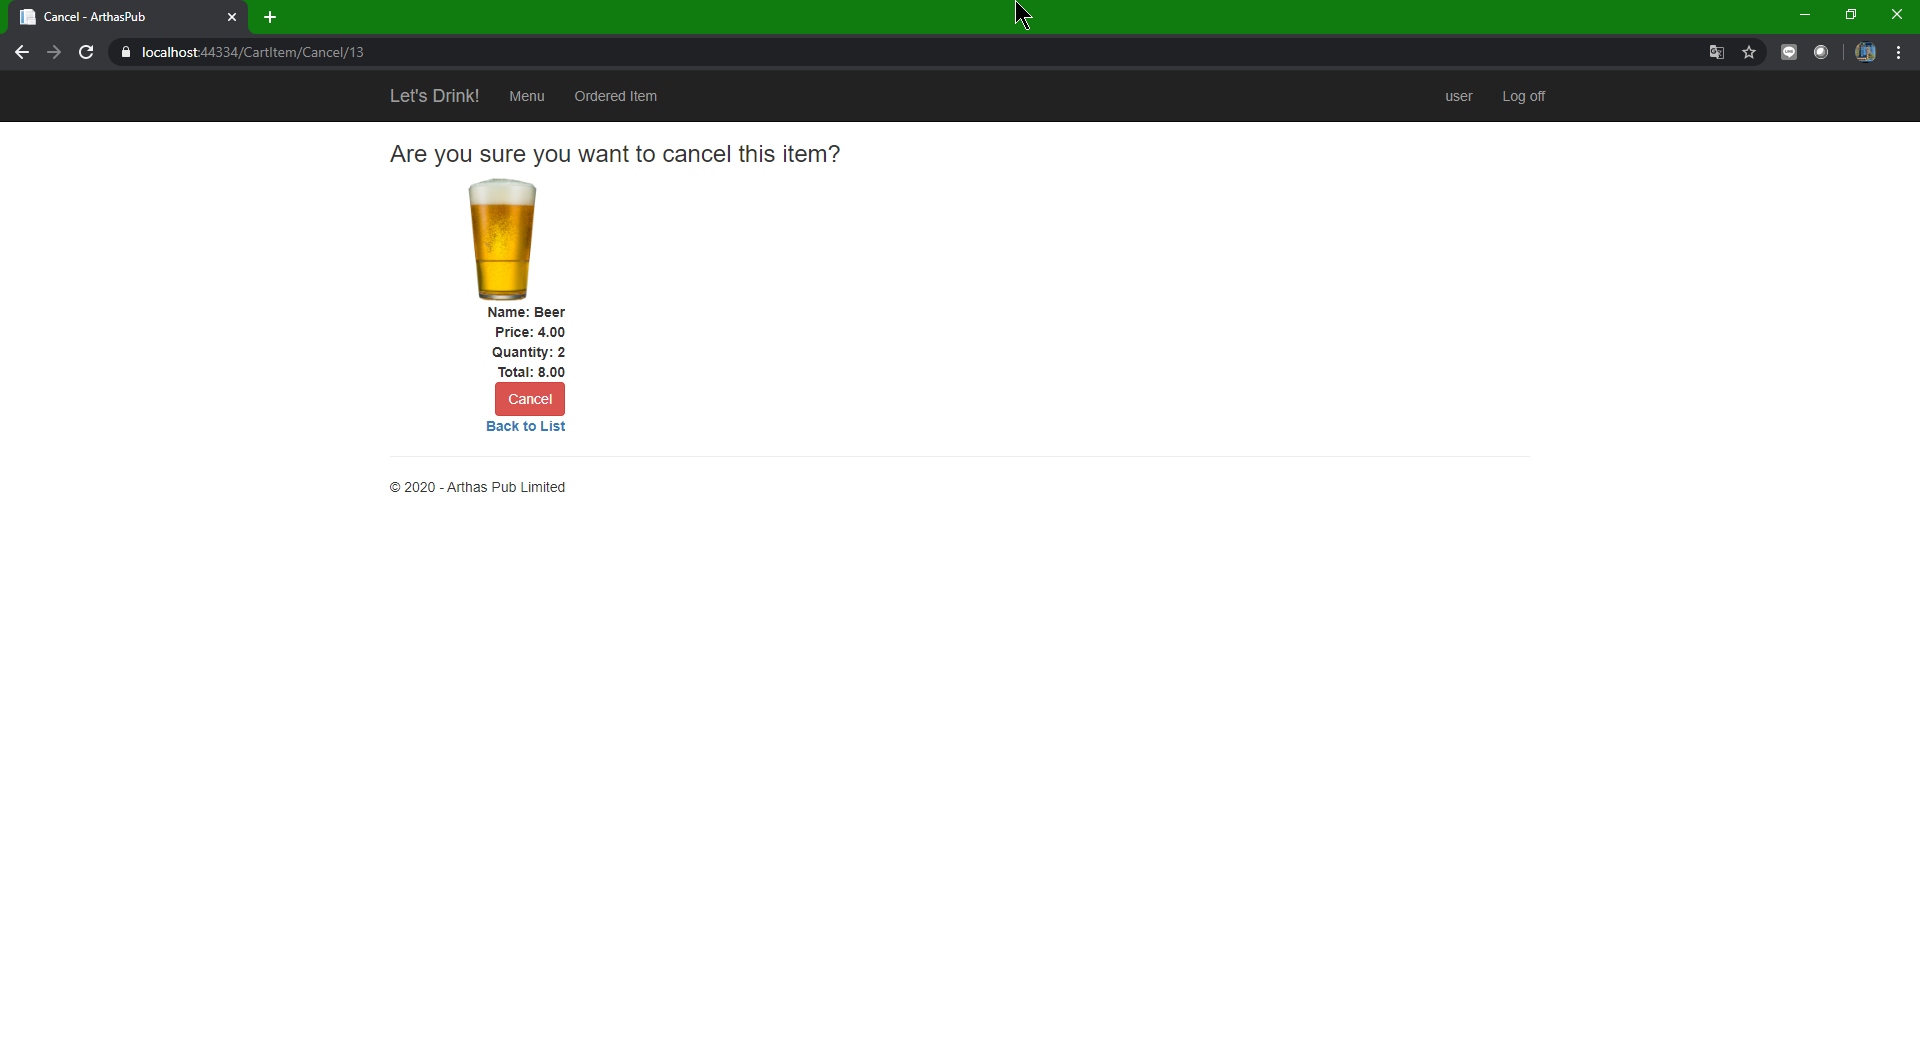 Cancel - ArthasPub
localhost:44334/CartItem/Cancel/13
Let's Drink! Menu Ordered Item user Log off
Are you sure you want to cancel this item?
Name: Beer
Price: 4.00
Quantity: 2
Total: 8.00
Cancel
Back to List
© 2020 - Arthas Pub Limited